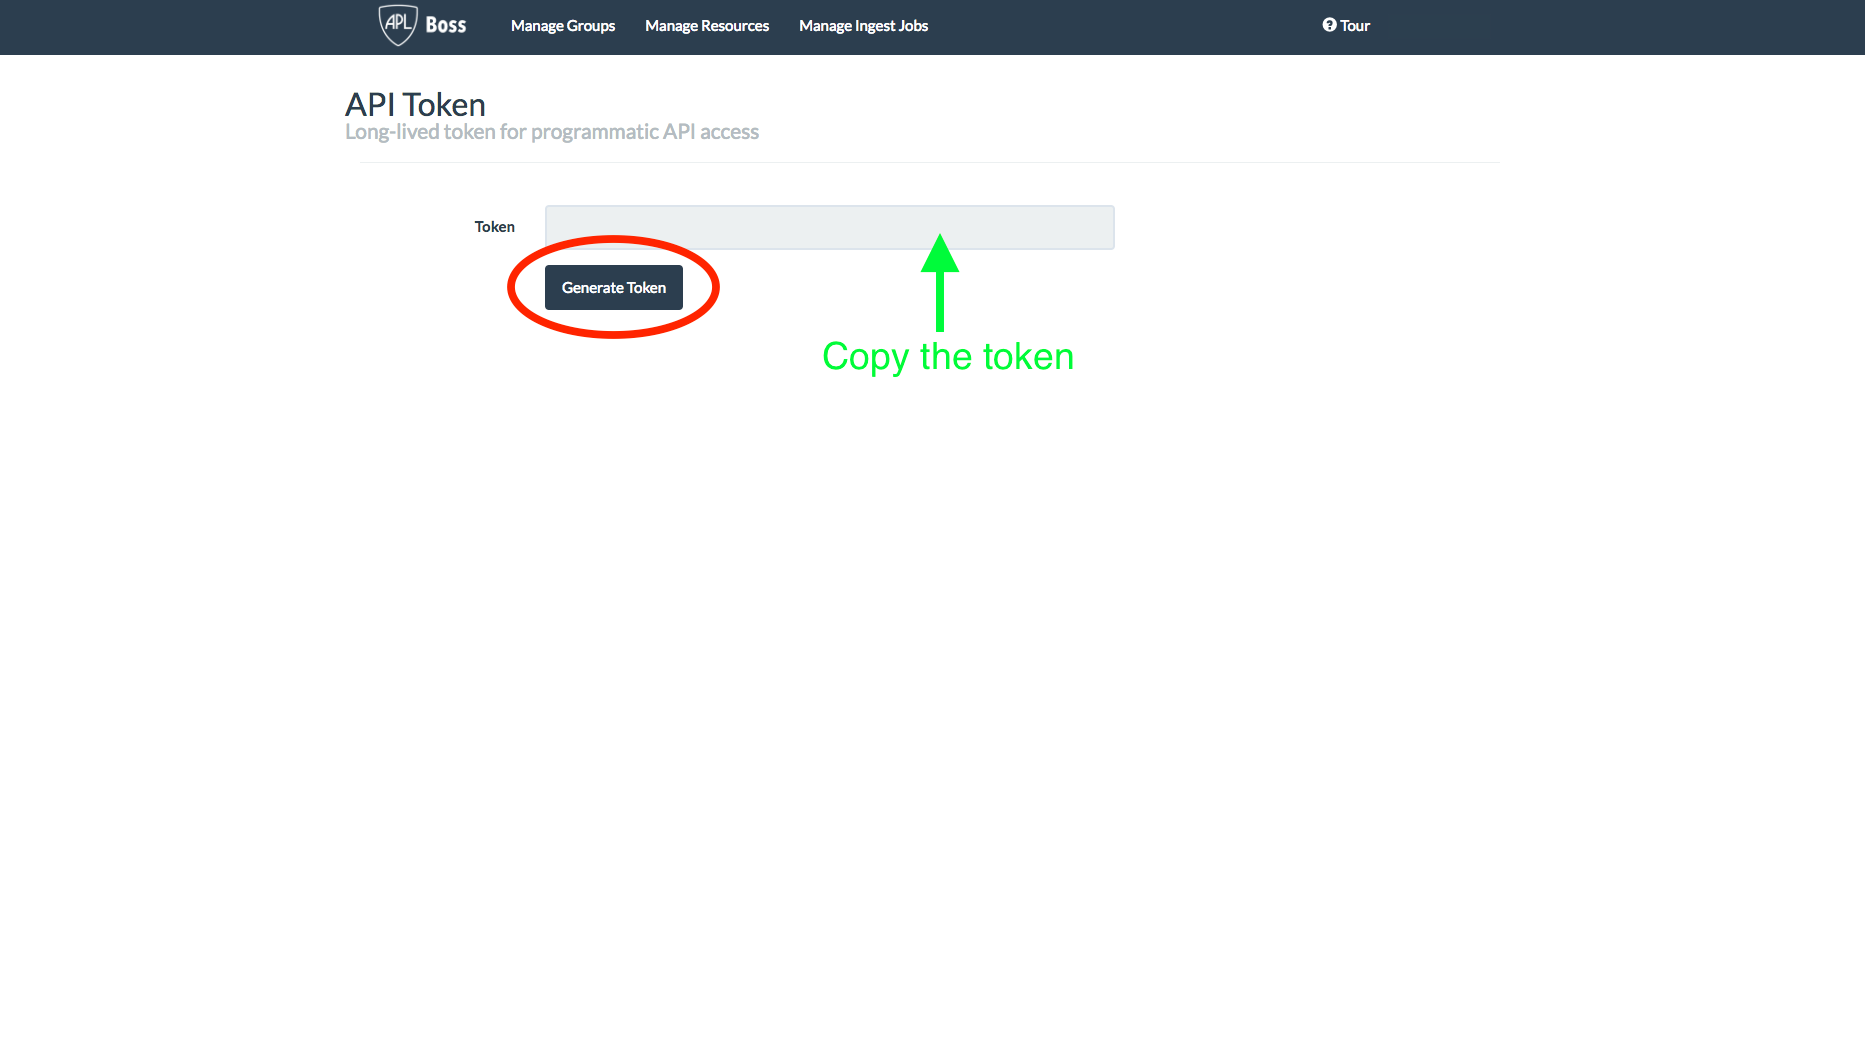 APL Boss Manage Groups Manage Resources Manage Ingest Jobs Tour
API Token
Long-lived token for programmatic API access
Token
Generate Token
Copy the token